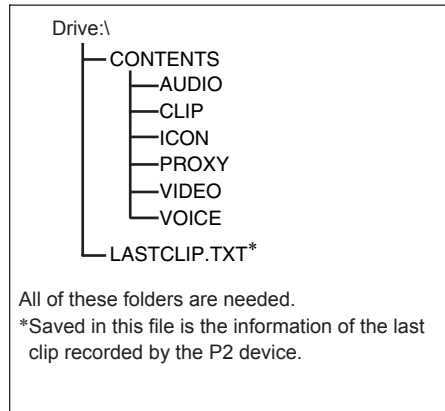 Drive:\
CONTENTS
AUDIO
CLIP
ICON
PROXY
VIDEO
VOICE
LASTCLIP.TXT*
All of these folders are needed.
*Saved in this file is the information of the last
clip recorded by the P2 device.